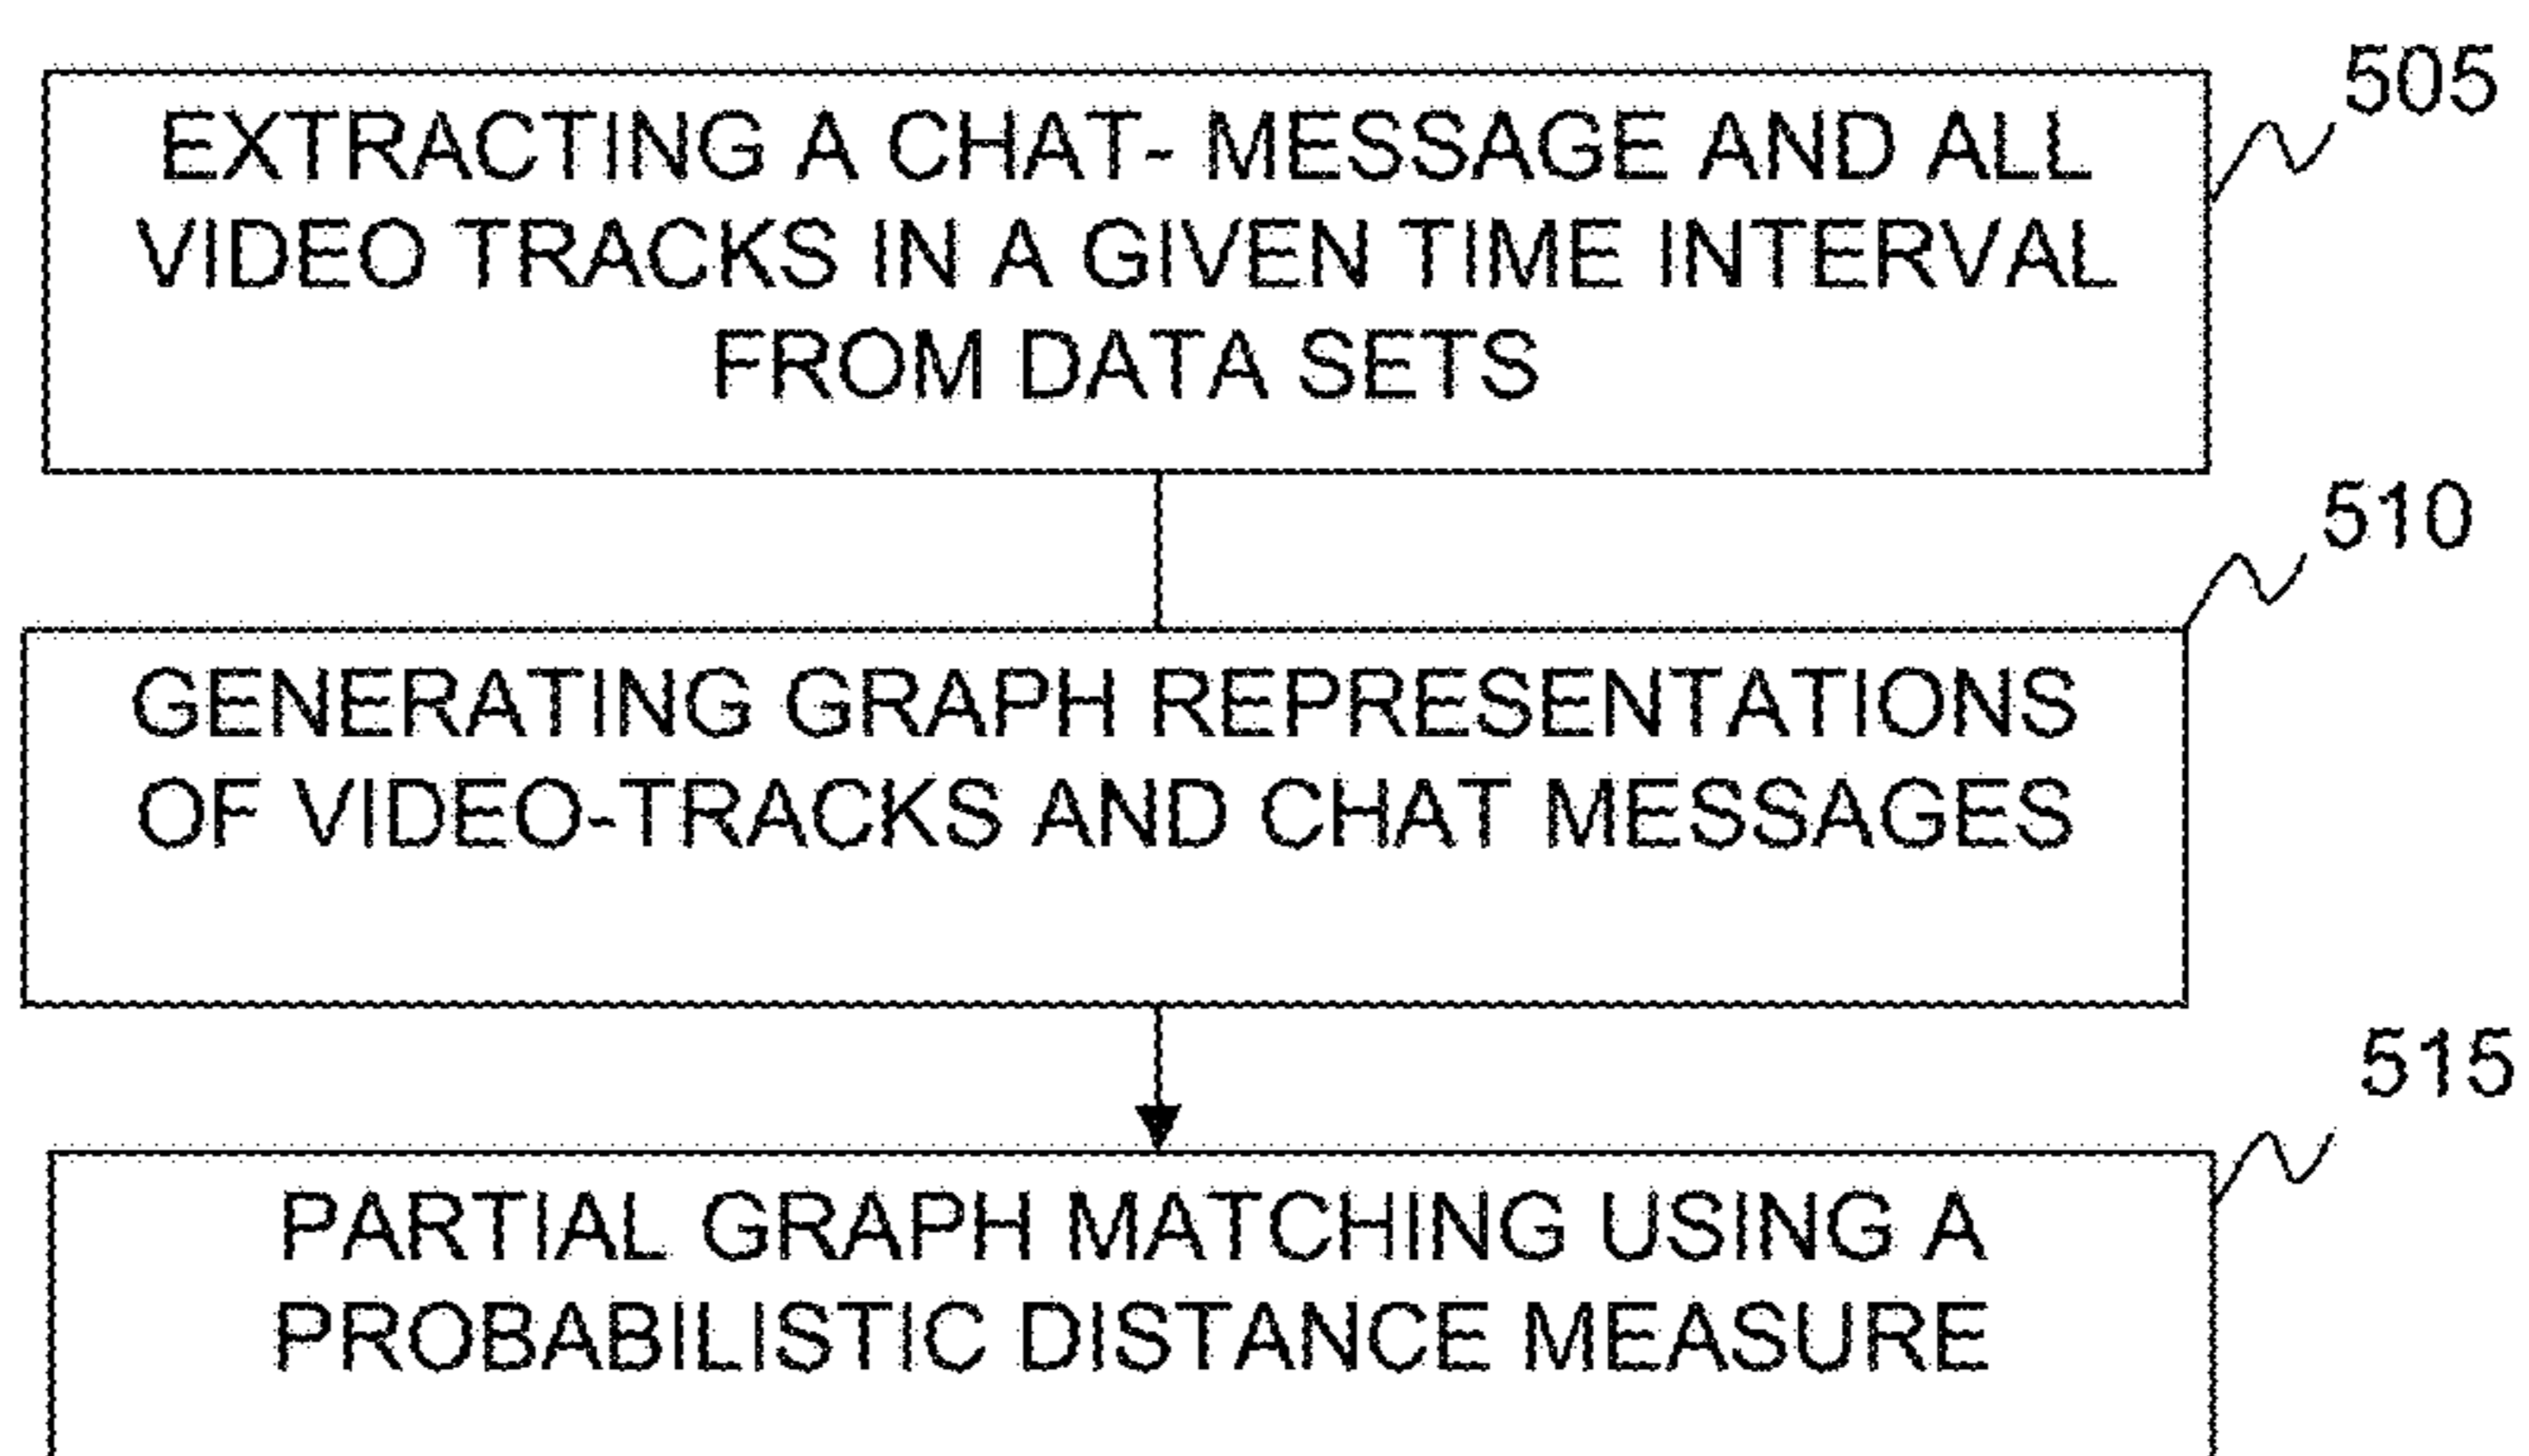 505
EXTRACTING A CHAT- MESSAGE AND ALL
VIDEO TRACKS IN A GIVEN TIME INTERVAL
FROM DATA SETS
510
GENERATING GRAPH REPRESENTATIONS
OF VIDEO-TRACKS AND CHAT MESSAGES
515
PARTIAL GRAPH MATCHING USING A
PROBABILISTIC DISTANCE MEASURE